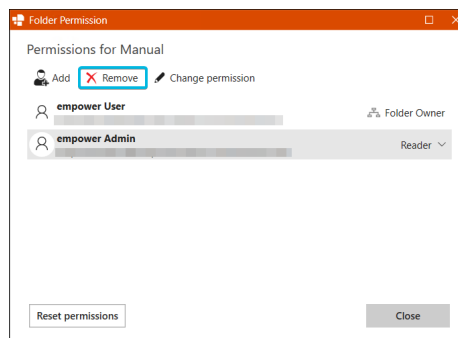 Folder Permission
Permissions for Manual
Add Remove Change permission
empower User
Folder Owner
empower Admin
Reader
Reset permissions Close